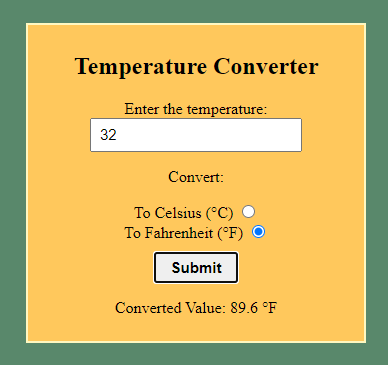 Temperature Converter
Enter the temperature:
32
Convert:
To Celsius (°C)
To Fahrenheit (°F)
Submit
Converted Value: 89.6 °F